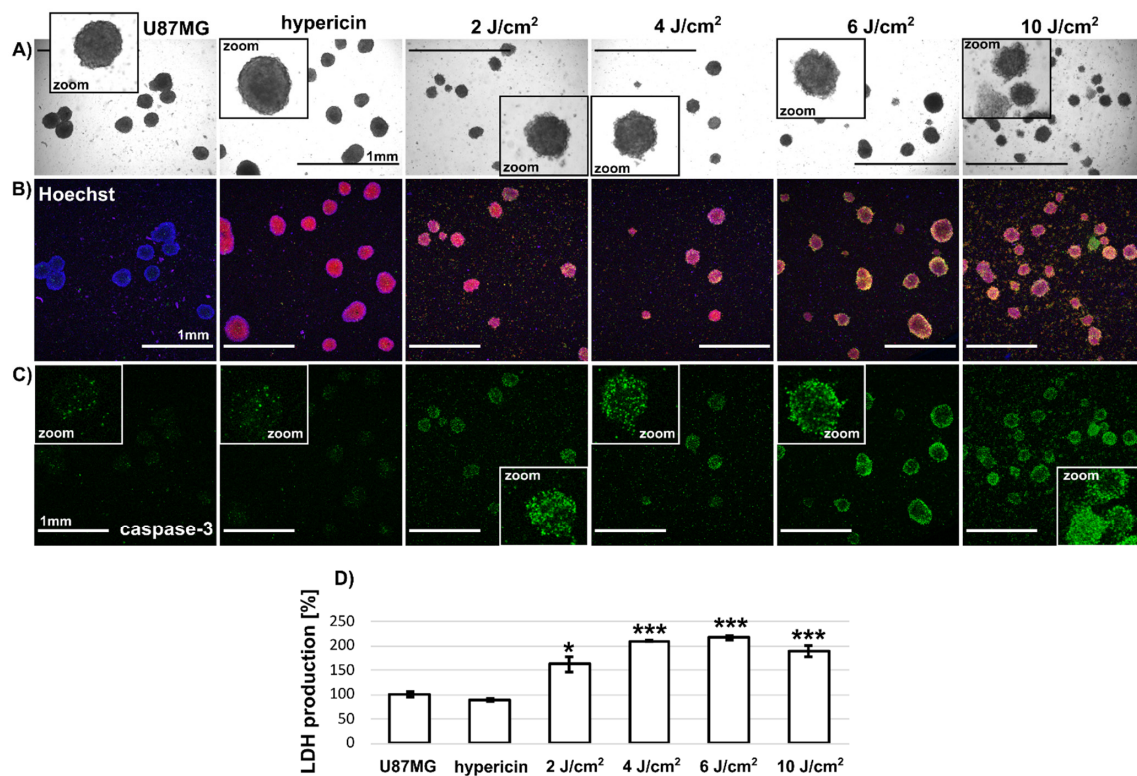 U87MG hypericin 2 J/cm² 4 J/cm² 6 J/cm² 10 J/cm²
A) zoom zoom zoom zoom zoom zoom
1mm
B) Hoechst
1mm
C) zoom zoom zoom zoom zoom zoom
1mm caspase-3
D)
LDH production [%]
250
200
150
100
50
0
* *** *** ***
U87MG hypericin 2 J/cm² 4 J/cm² 6 J/cm² 10 J/cm²